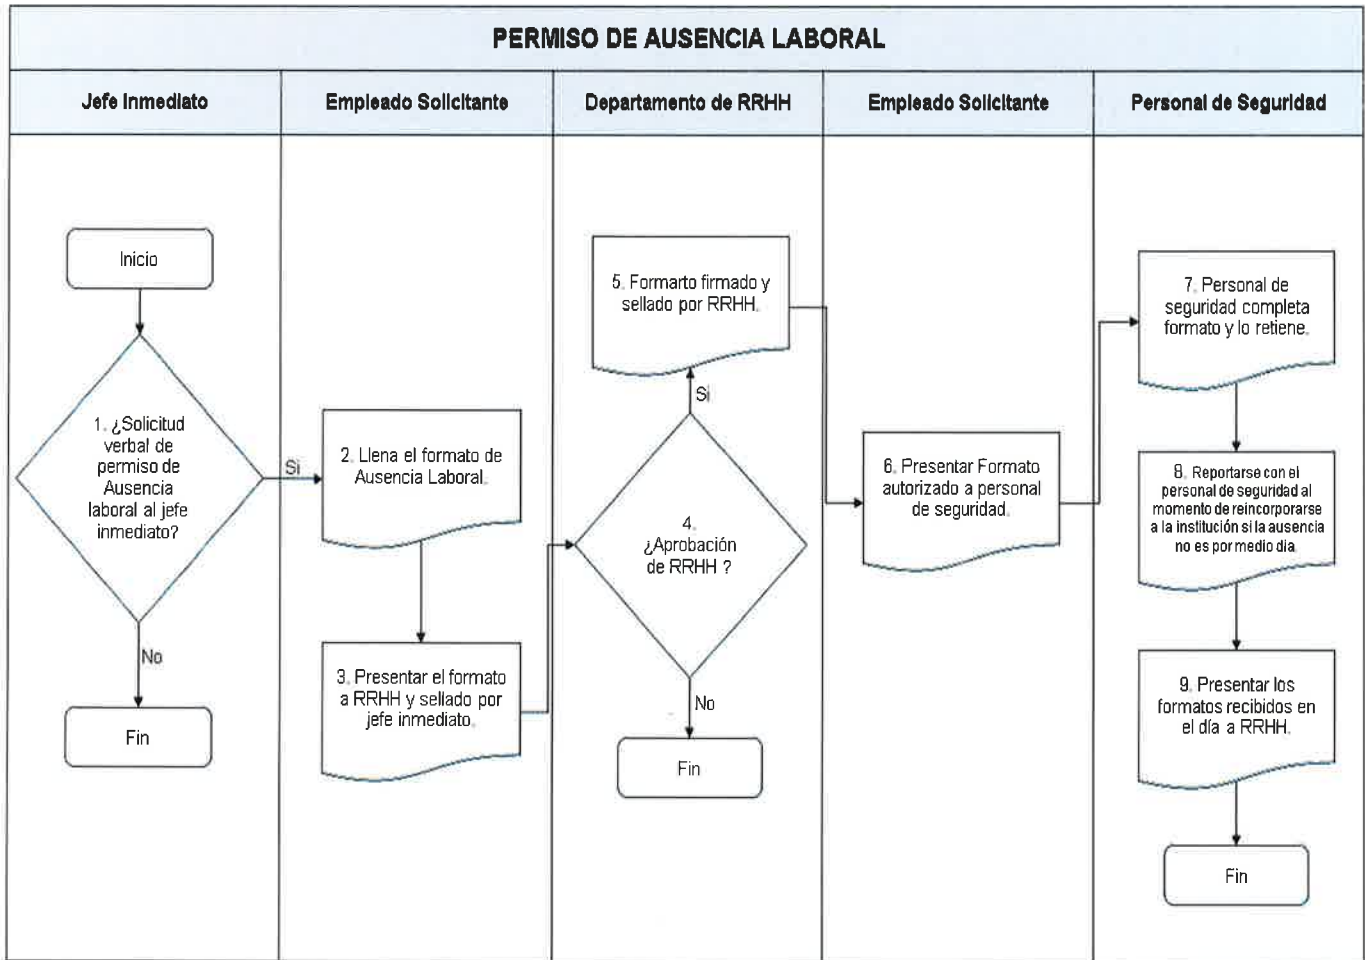 PERMISO DE AUSENCIA LABORAL
Jefe Inmediato
Empleado Solicitante
Departamento de RRHH
Empleado Solicitante
Personal de Seguridad
Inicio
1. ¿Solicitud
verbal de
permiso de
Ausencia
laboral al jefe
inmediato?
Si
No
Fin
2. Llena el formato de
Ausencia Laboral.
3. Presentar el formato
a RRHH y sellado por
jefe inmediato.
5. Formarto firmado y
sellado por RRHH.
Si
4.
¿Aprobación
de RRHH ?
No
Fin
6. Presentar Formato
autorizado a personal
de seguridad.
7. Personal de
seguridad completa
formato y lo retiene.
8. Reportarse con el
personal de seguridad al
momento de reincorporarse
a la institución si la ausencia
no es por medio día.
9. Presentar los
formatos recibidos en
el día a RRHH.
Fin